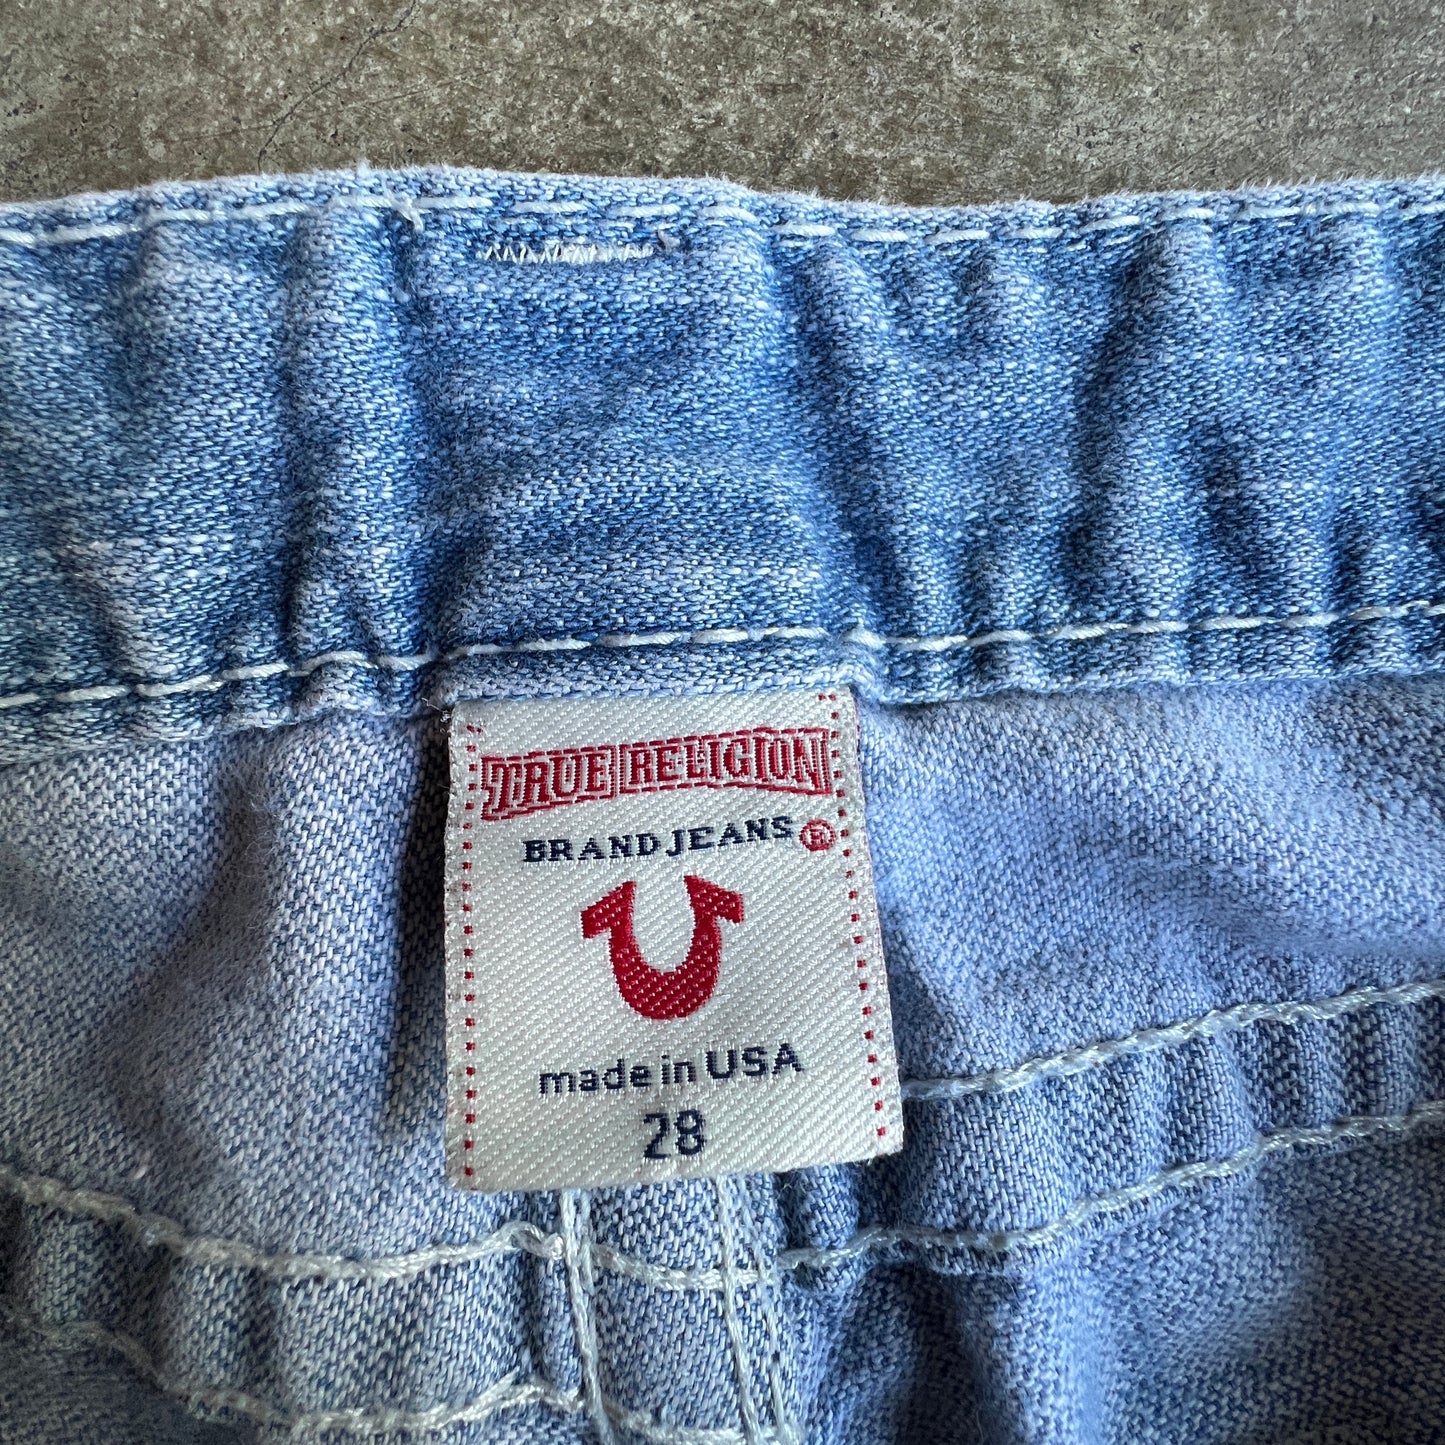 TRUE RELIGION
BRAND JEANS ®
made in USA
28